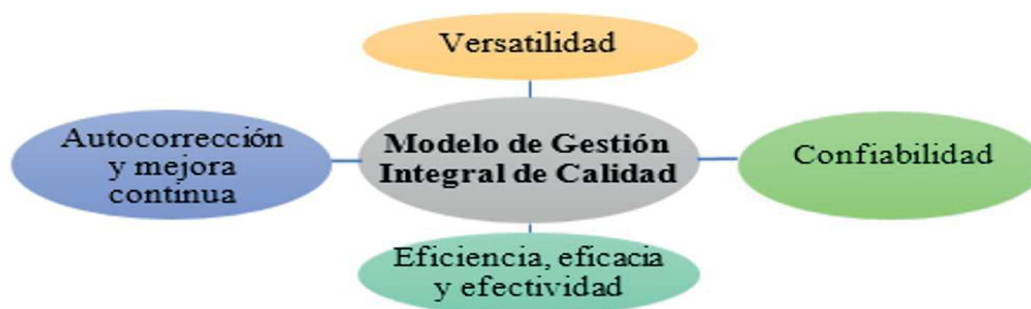 Versatilidad
Autocorrección
y mejora
continua
Modelo de Gestión
Integral de Calidad
Confiabilidad
Eficiencia, eficacia
y efectividad